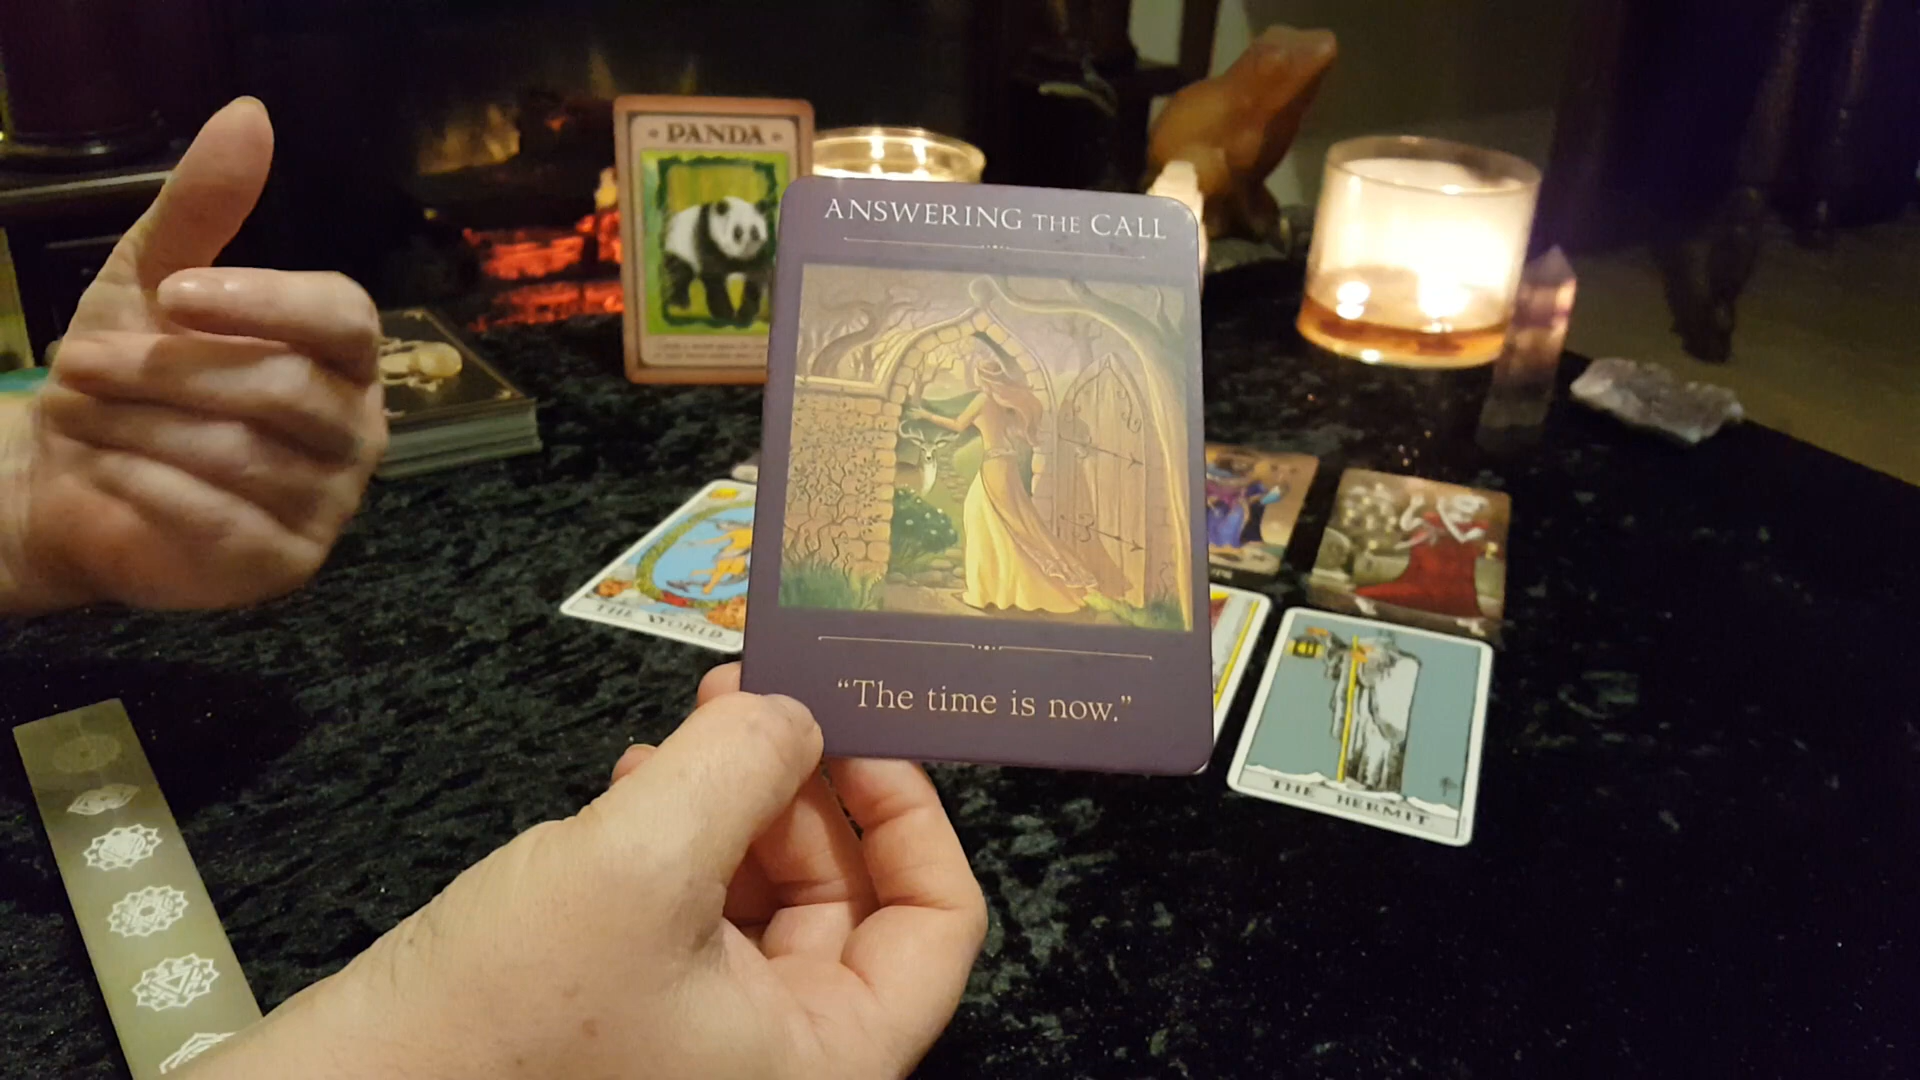 PANDA
ANSWERING THE CALL
"The time is now."
THE WORLD
THE HERMIT.